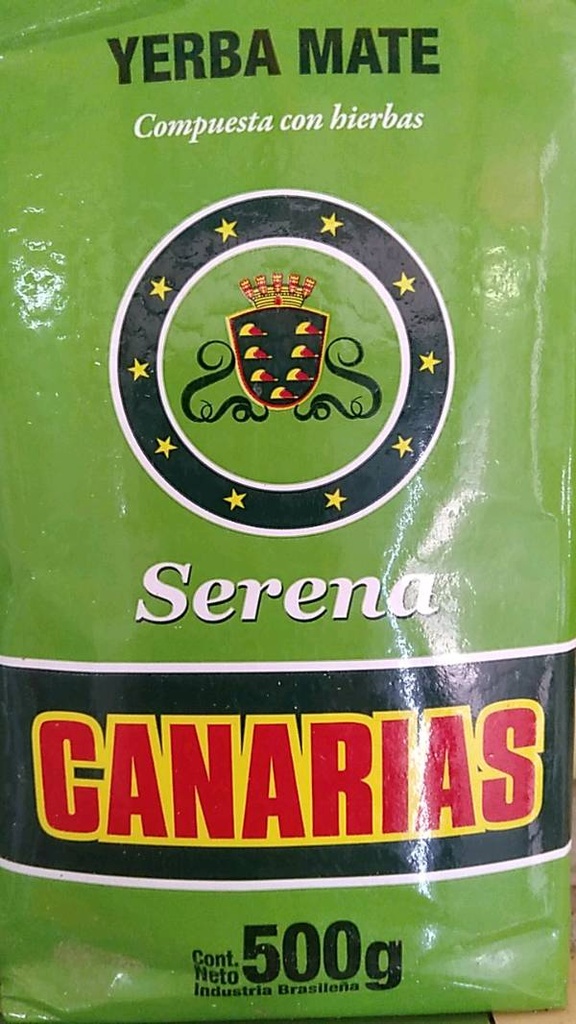 YERBA MATE
Compuesta con hierbas
Serena
CANARIAS
Cont.
Neto 500g
Industria Brasileña